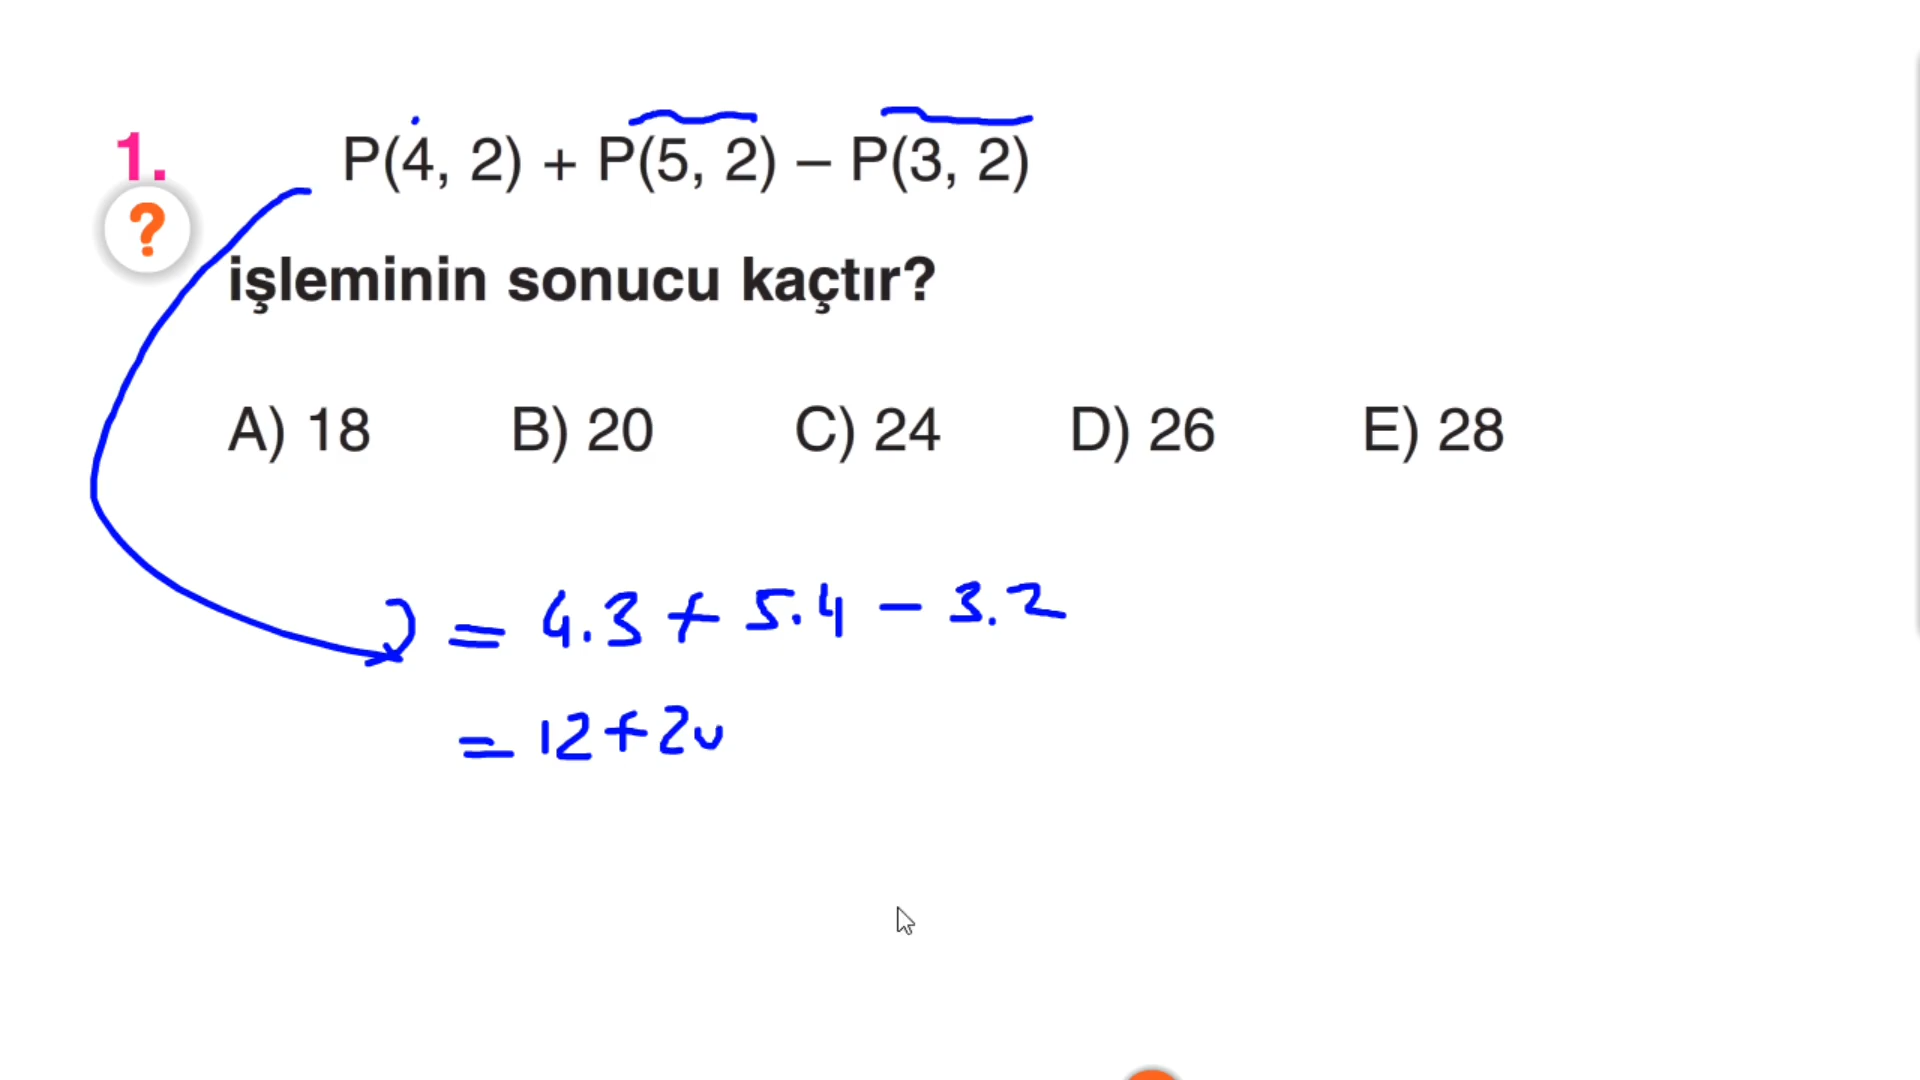 1. P(4, 2) + P(5, 2) – P(3, 2)
?
işleminin sonucu kaçtır?
A) 18 B) 20 C) 24 D) 26 E) 28
= 4.3 + 5.4 – 3.2
= 12 + 20